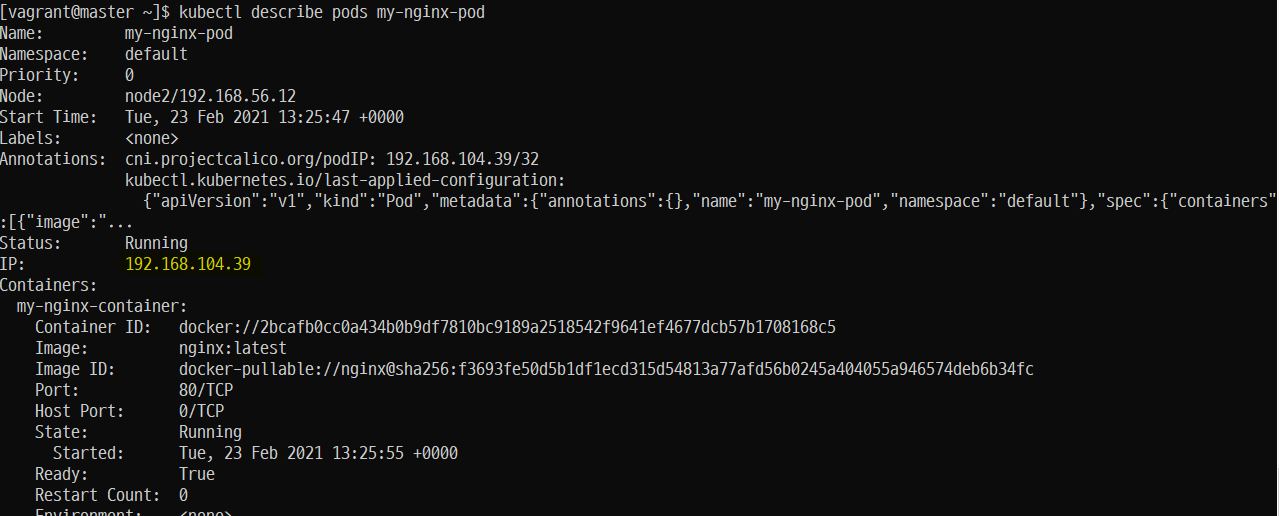 [vagrant@master ~]$ kubectl describe pods my-nginx-pod
Name:         my-nginx-pod
Namespace:    default
Priority:     0
Node:         node2/192.168.56.12
Start Time:   Tue, 23 Feb 2021 13:25:47 +0000
Labels:       <none>
Annotations:  cni.projectcalico.org/podIP: 192.168.104.39/32
              kubectl.kubernetes.io/last-applied-configuration:
                {"apiVersion":"v1","kind":"Pod","metadata":{"annotations":{},"name":"my-nginx-pod","namespace":"default"},"spec":{"containers"
:[{"image":"...
Status:       Running
IP:           192.168.104.39
Containers:
  my-nginx-container:
    Container ID:   docker://2bcafb0cc0a434b0b9df7810bc9189a2518542f9641ef4677dcb57b1708168c5
    Image:          nginx:latest
    Image ID:       docker-pullable://nginx@sha256:f3693fe50d5b1df1ecd315d54813a77afd56b0245a404055a946574deb6b34fc
    Port:           80/TCP
    Host Port:      0/TCP
    State:          Running
      Started:      Tue, 23 Feb 2021 13:25:55 +0000
    Ready:          True
    Restart Count:  0
    Environment:    <none>